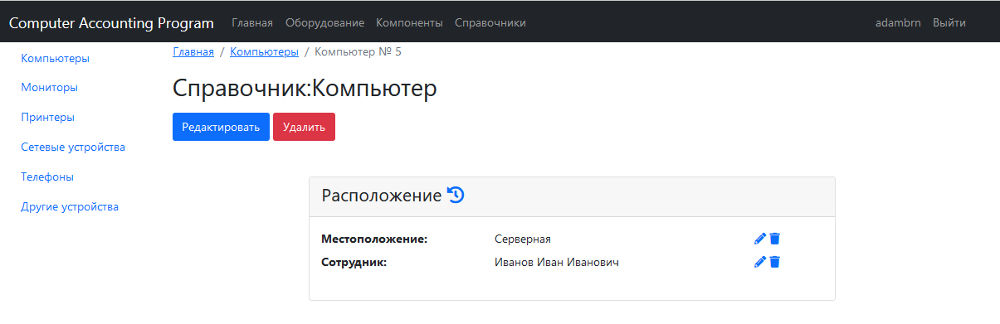 Computer Accounting Program Главная Оборудование Компоненты Справочники adambrn Выйти
Компьютеры
Мониторы
Принтеры
Сетевые устройства
Телефоны
Другие устройства
Главная / Компьютеры / Компьютер № 5
Справочник:Компьютер
Редактировать Удалить
Расположение
Местоположение: Серверная
Сотрудник: Иванов Иван Иванович